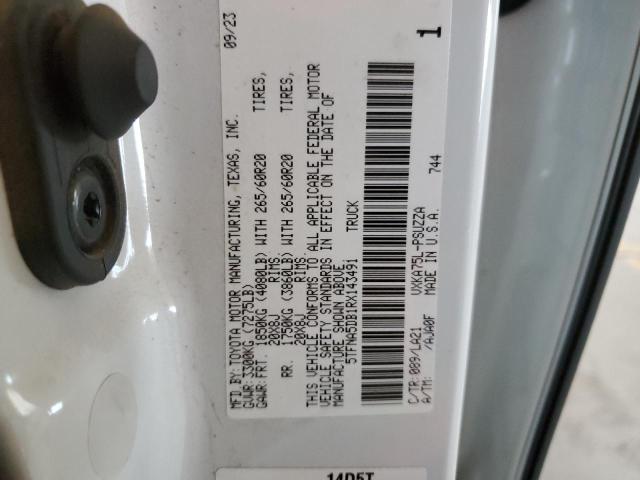 MFD.BY:TOYOTA MOTOR MANUFACTURING, TEXAS, INC. 09/23
GVWR: 3300KG (7275LB)
GAWR: FRT. 1850KG (4080LB) WITH 265/60R20 TIRES,
20X8J RIMS.
RR. 1750KG (3860LB) WITH 265/60R20 TIRES,
20X8J RIMS.
THIS VEHICLE CONFORMS TO ALL APPLICABLE FEDERAL MOTOR
VEHICLE SAFETY STANDARDS IN EFFECT ON THE DATE OF
MANUFACTURE SHOWN ABOVE.
5TFNA5DB1RX143491 TRUCK
C/TR:089/LA21 VXKA75L-PSUZZA
A/TM: /AJA0F MADE IN U.S.A. 744
1
14D5T